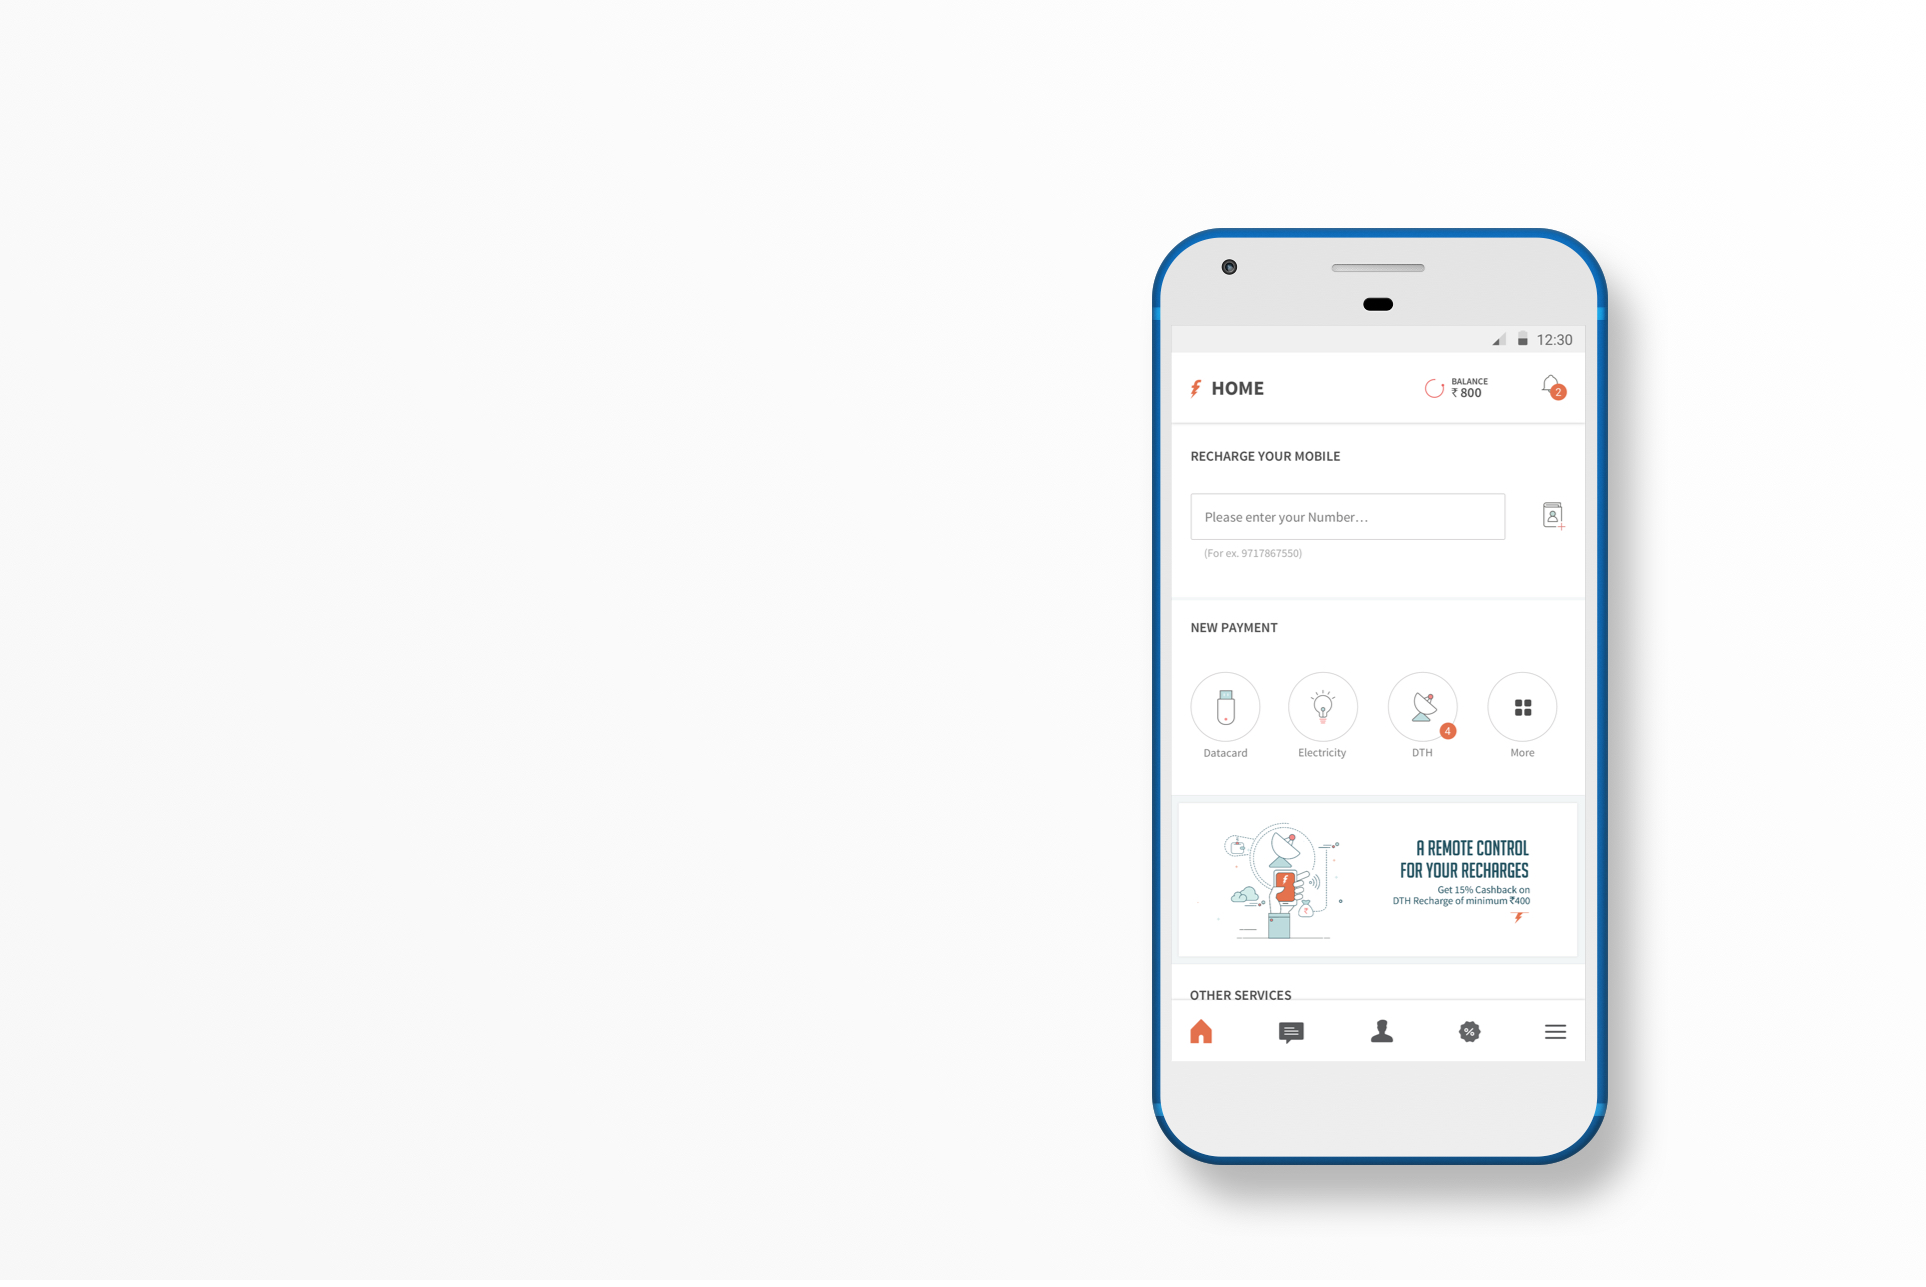 12:30
HOME
BALANCE
₹ 800
2
RECHARGE YOUR MOBILE
Please enter your Number...
(For ex. 9717867550)
NEW PAYMENT
4
Datacard
Electricity
DTH
More
A REMOTE CONTROL
FOR YOUR RECHARGES
Get 15% Cashback on
DTH Recharge of minimum ₹400
₹
OTHER SERVICES
%